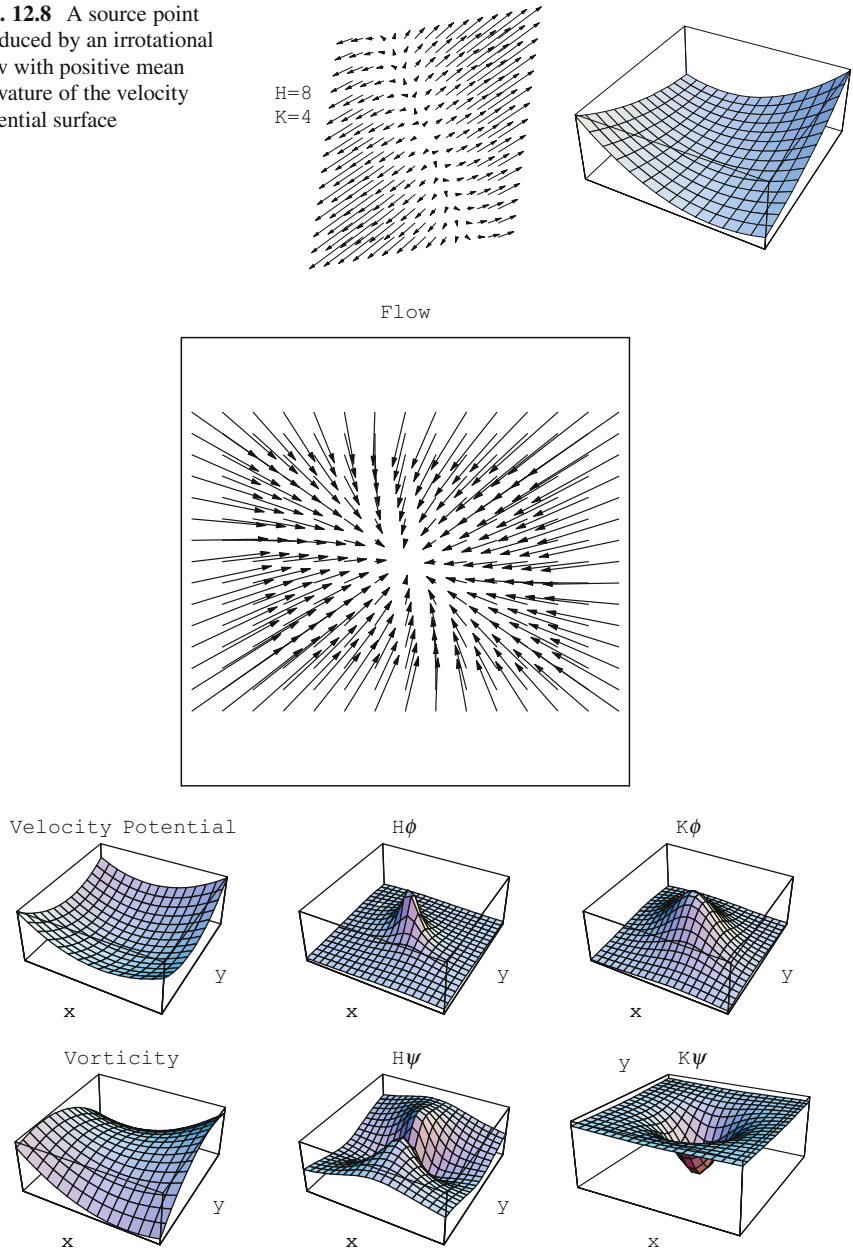 . 12.8 A source point
duced by an irrotational
w with positive mean
vature of the velocity
ential surface
H=8
K=4
Flow
Velocity Potential
Hϕ
Kϕ
y
x
y
x
y
x
Vorticity
Hψ
y
Kψ
y
x
y
x
x